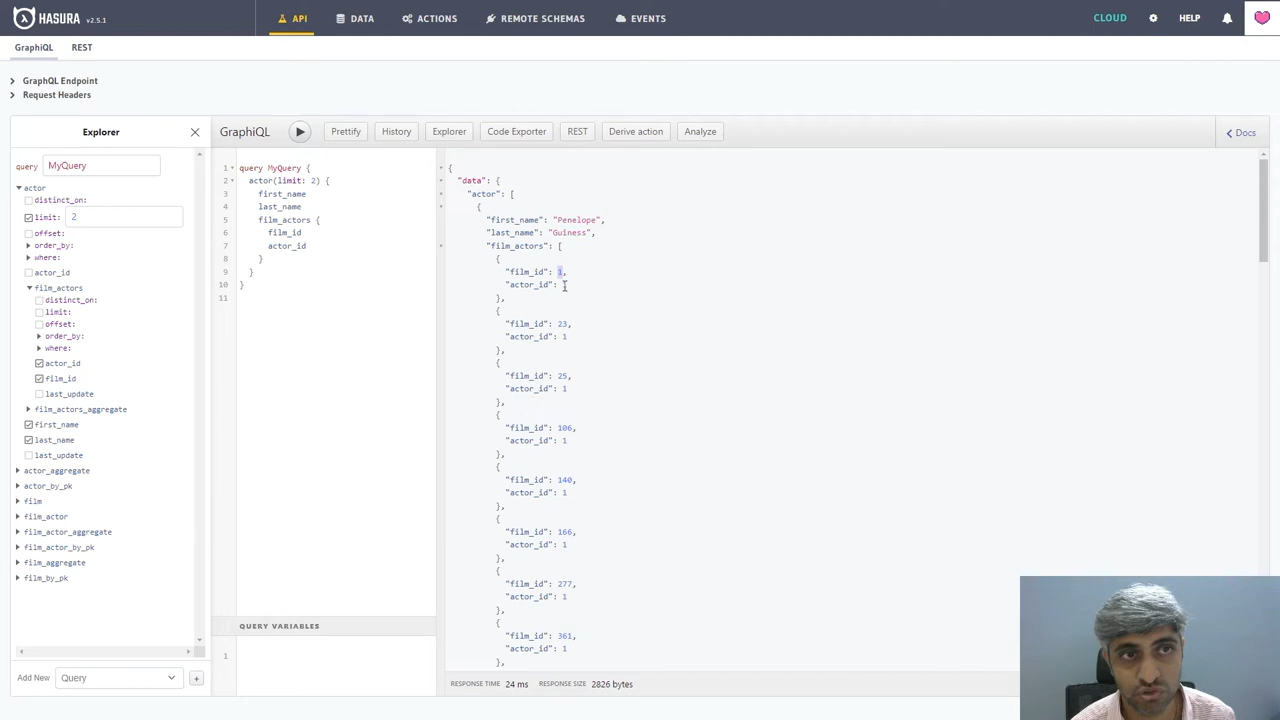 HASURA v2.5.1 API DATA ACTIONS REMOTE SCHEMAS EVENTS CLOUD HELP
GraphiQL REST
GraphQL Endpoint
Request Headers
Explorer
query MyQuery
actor
distinct_on:
limit: 2
offset:
order_by:
where:
actor_id
film_actors
distinct_on:
limit:
offset:
order_by:
where:
actor_id
film_id
last_update
film_actors_aggregate
first_name
last_name
last_update
actor_aggregate
actor_by_pk
film
film_actor
film_actor_aggregate
film_actor_by_pk
film_aggregate
film_by_pk
Add New Query +
GraphiQL Prettify History Explorer Code Exporter REST Derive action Analyze Docs
1 query MyQuery {
2 actor(limit: 2) {
3 first_name
4 last_name
5 film_actors {
6 film_id
7 actor_id
8 }
9 }
10 }
11
QUERY VARIABLES
1
{
"data": {
"actor": [
{
"first_name": "Penelope",
"last_name": "Guiness",
"film_actors": [
{
"film_id": 1,
"actor_id":
},
{
"film_id": 23,
"actor_id": 1
},
{
"film_id": 25,
"actor_id": 1
},
{
"film_id": 106,
"actor_id": 1
},
{
"film_id": 140,
"actor_id": 1
},
{
"film_id": 166,
"actor_id": 1
},
{
"film_id": 277,
"actor_id": 1
},
{
"film_id": 361,
"actor_id": 1
},
RESPONSE TIME 24 ms RESPONSE SIZE 2826 bytes